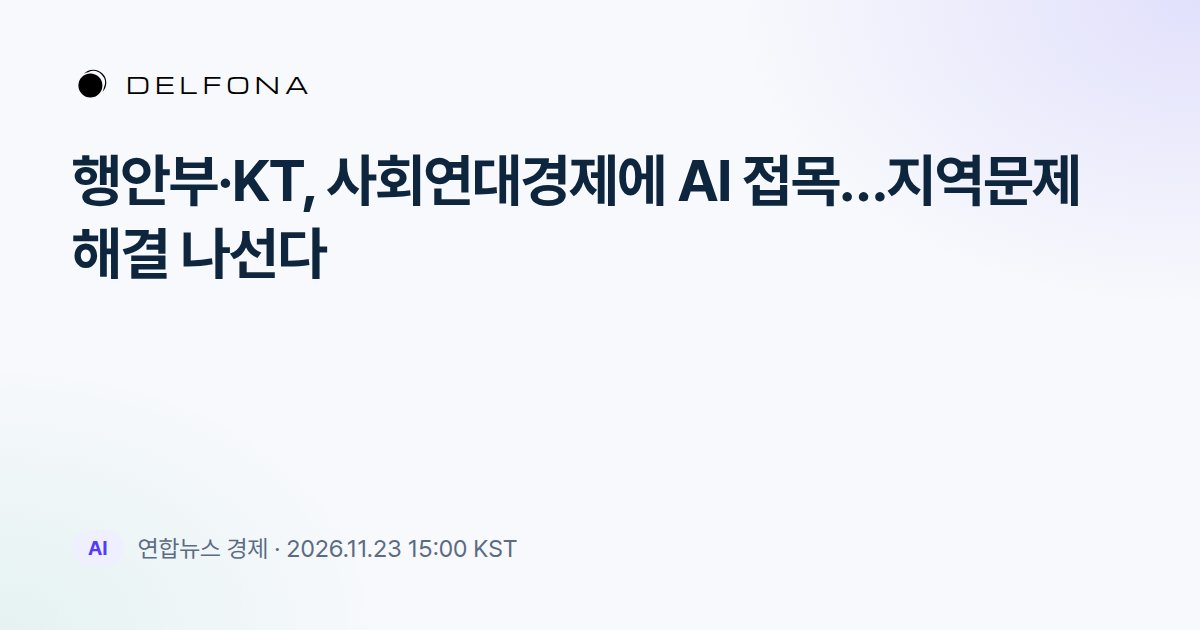 DELFONA
행안부·KT, 사회연대경제에 AI 접목…지역문제
해결 나선다
AI 연합뉴스 경제 · 2026.11.23 15:00 KST